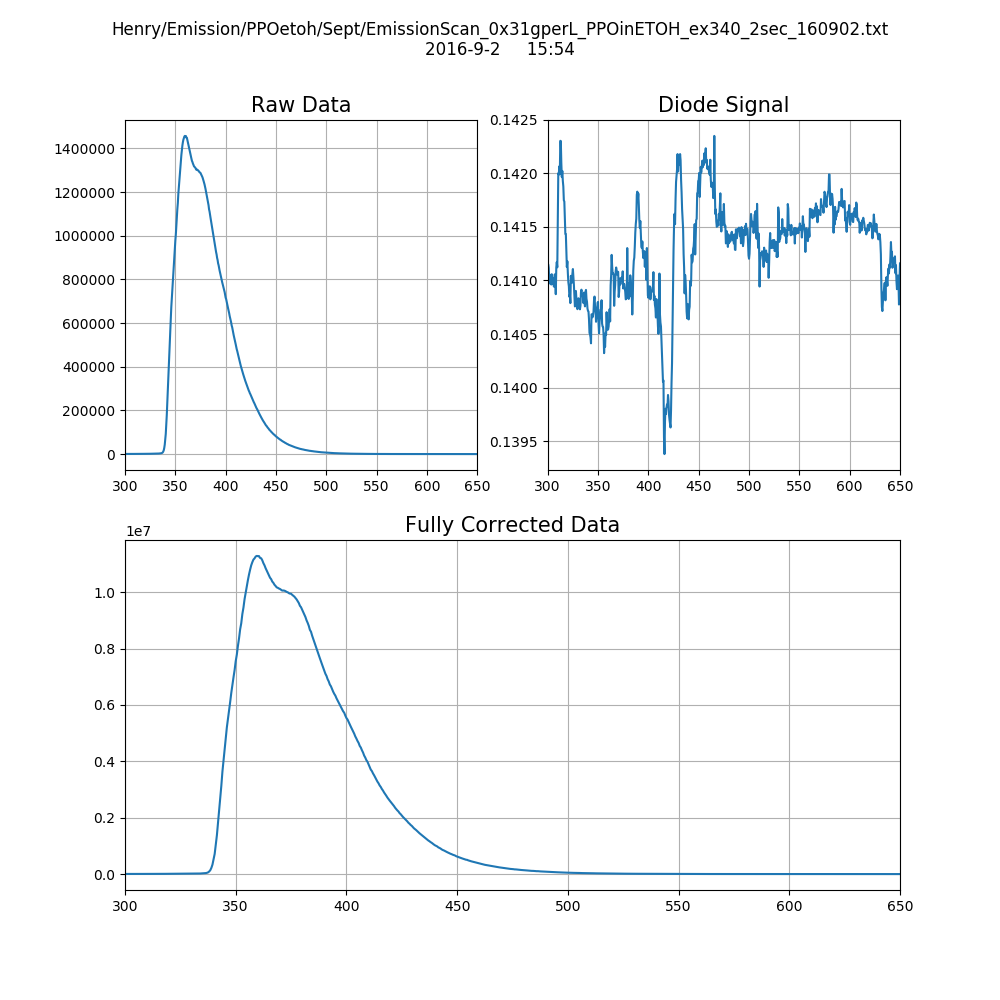 Henry/Emission/PPOetoh/Sept/EmissionScan_0x31gperL_PPOinETOH_ex340_2sec_160902.txt
2016-9-2 15:54
Raw Data
1400000
1200000
1000000
800000
600000
400000
200000
0
300 350 400 450 500 550 600 650
Diode Signal
0.1425
0.1420
0.1415
0.1410
0.1405
0.1400
0.1395
300 350 400 450 500 550 600 650
Fully Corrected Data
1e7
1.0
0.8
0.6
0.4
0.2
0.0
300 350 400 450 500 550 600 650